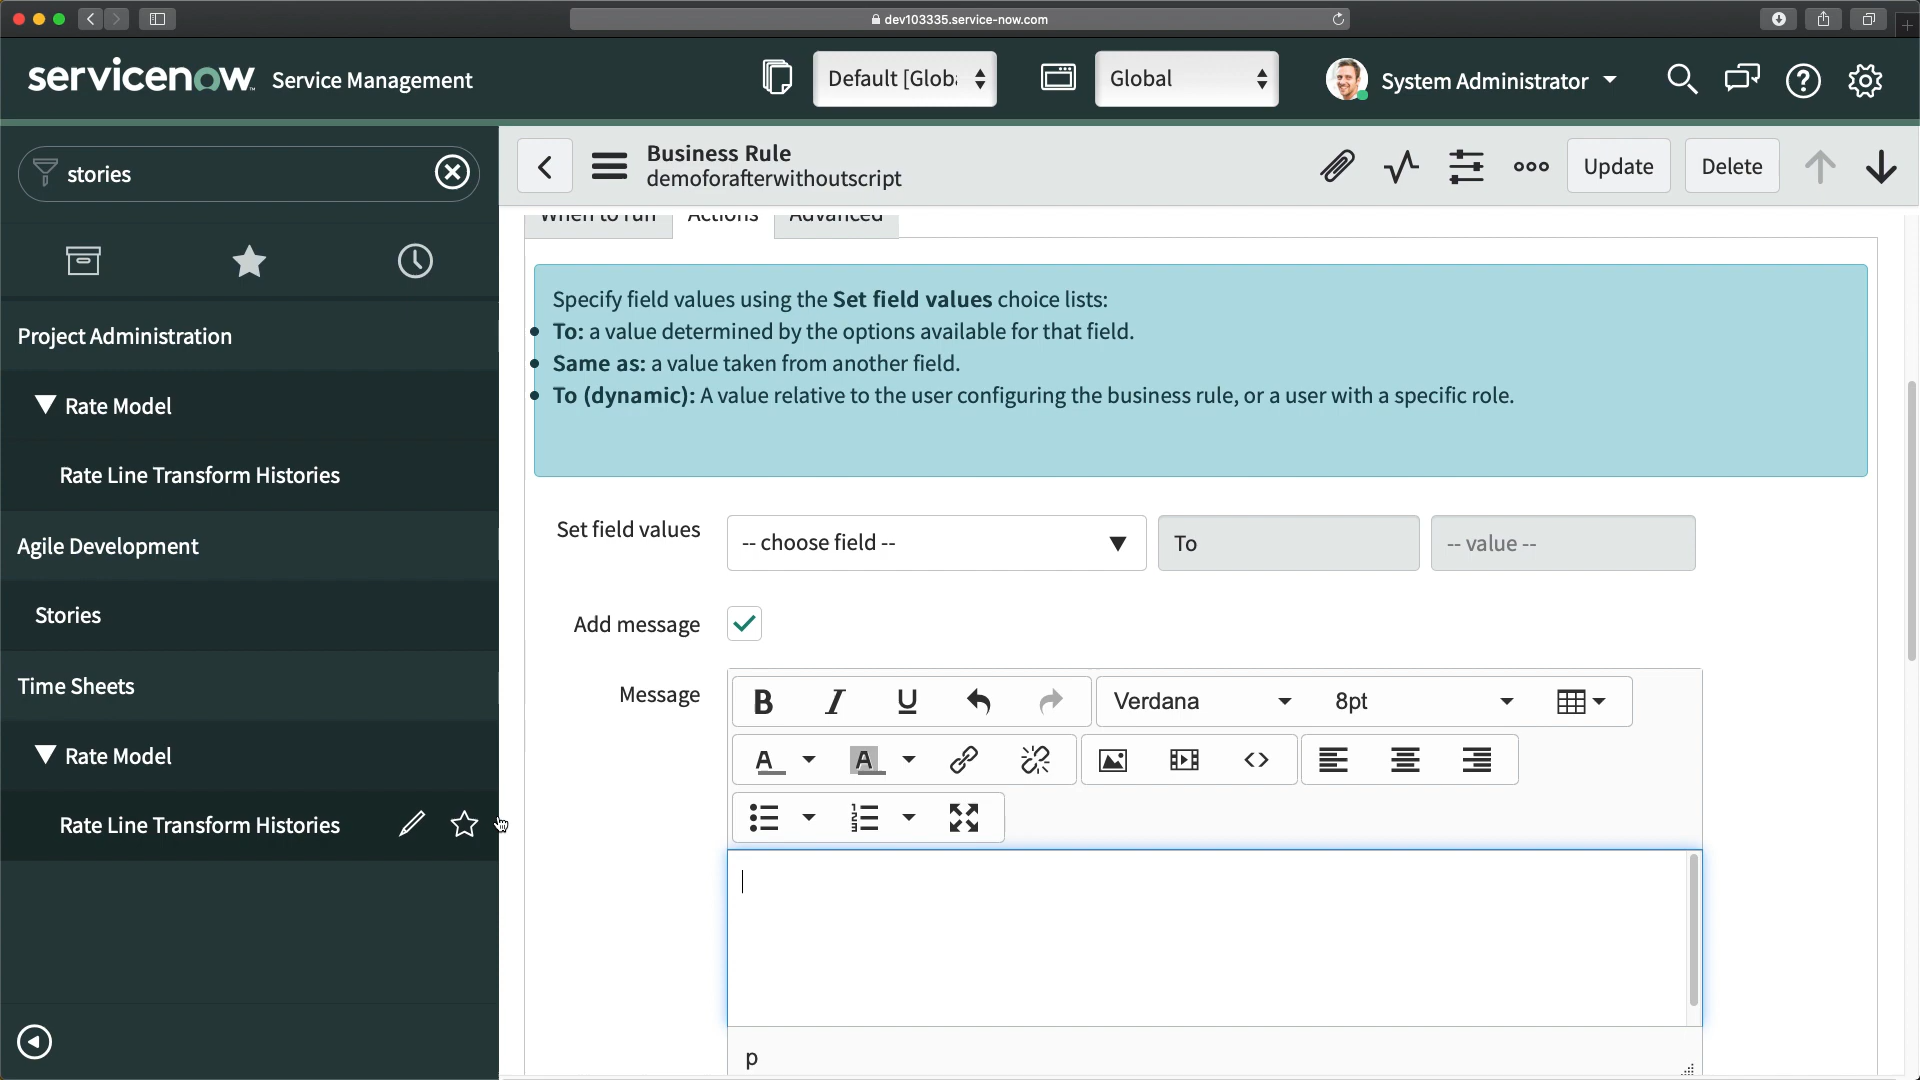 dev103335.service-now.com
servicenow Service Management
Default [Globa
Global
System Administrator
stories
Business Rule
demoforafterwithoutscript
Update
Delete
When to run
Actions
Advanced
Project Administration
Rate Model
Rate Line Transform Histories
Agile Development
Stories
Time Sheets
Rate Model
Rate Line Transform Histories
Specify field values using the Set field values choice lists:
To: a value determined by the options available for that field.
Same as: a value taken from another field.
To (dynamic): A value relative to the user configuring the business rule, or a user with a specific role.
Set field values
-- choose field --
To
-- value --
Add message
Message
B I U
Verdana
8pt
A
A
p